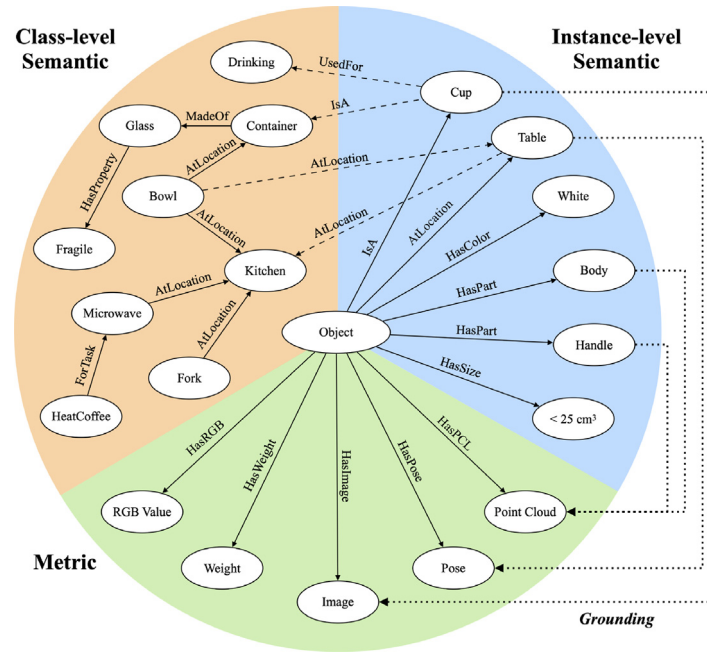 Class-level
Semantic
Instance-level
Semantic
Drinking
UsedFor
Cup
IsA
Glass
MadeOf
Container
Table
AtLocation
AtLocation
HasProperty
Bowl
White
AtLocation
AtLocation
AtLocation
HasColor
IsA
Fragile
Kitchen
Body
AtLocation
HasPart
Microwave
AtLocation
Object
HasPart
Handle
ForTask
Fork
HasSize
HeatCoffee
< 25 cm³
HasRGB
HasWeight
HasImage
HasPose
HasPCL
RGB Value
Point Cloud
Metric
Weight
Pose
Image
Grounding